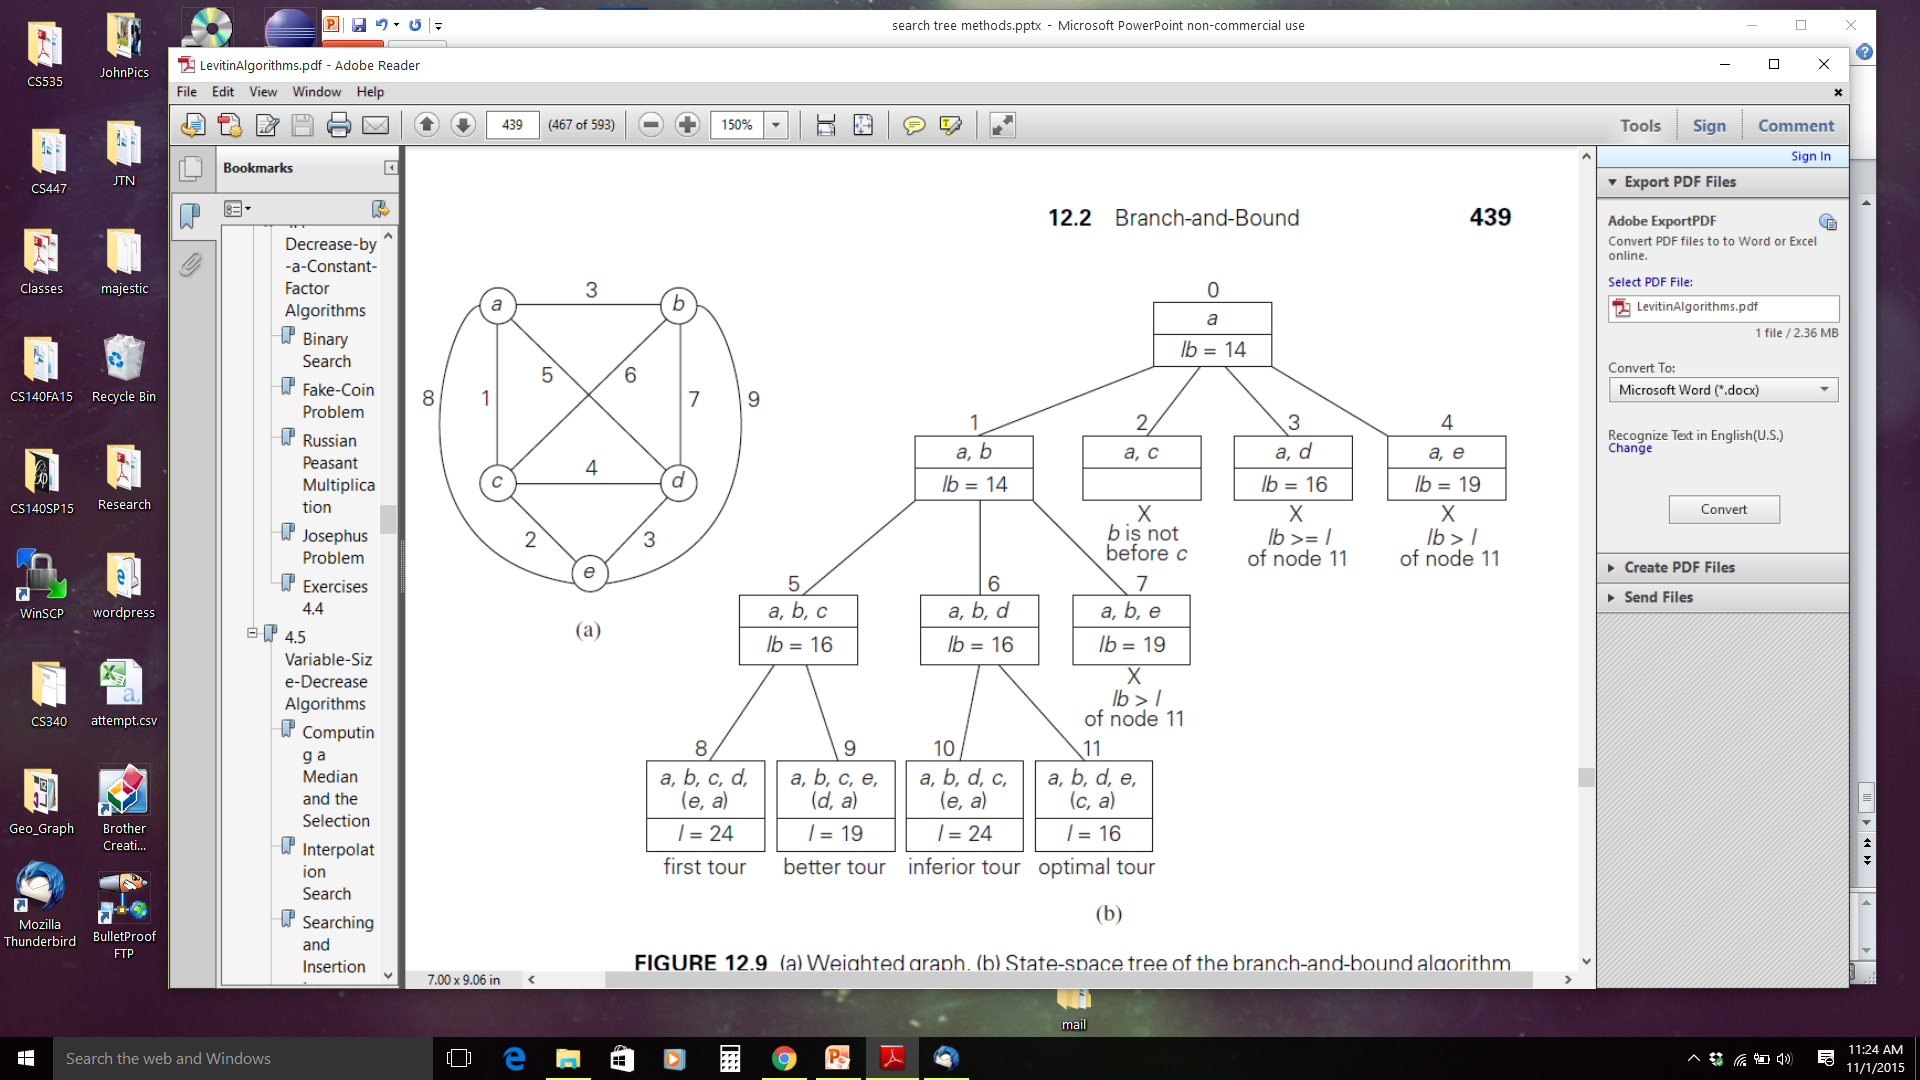 search tree methods.pptx - Microsoft PowerPoint non-commercial use
LevitinAlgorithms.pdf - Adobe Reader
File Edit View Window Help
439 (467 of 593) 150% Tools Sign Comment
Sign In
Bookmarks
Decrease-by
-a-Constant-
Factor
Algorithms
Binary
Search
Fake-Coin
Problem
Russian
Peasant
Multiplica
tion
Josephus
Problem
Exercises
4.4
4.5
Variable-Siz
e-Decrease
Algorithms
Computin
g a
Median
and the
Selection
Interpolat
ion
Search
Searching
and
Insertion
12.2 Branch-and-Bound 439
3
a b
5 6
8 1 7 9
4
c d
2 3
e
(a)
0
a
lb = 14
1 2 3 4
a, b a, c a, d a, e
lb = 14 lb = 16 lb = 19
X X X
b is not lb >= l lb > l
before c of node 11 of node 11
5 6 7
a, b, c a, b, d a, b, e
lb = 16 lb = 16 lb = 19
X
lb > l
of node 11
8 9 10 11
a, b, c, d, a, b, c, e, a, b, d, c, a, b, d, e,
(e, a) (d, a) (e, a) (c, a)
l = 24 l = 19 l = 24 l = 16
first tour better tour inferior tour optimal tour
(b)
FIGURE 12.9 (a) Weighted graph. (b) State-space tree of the branch-and-bound algorithm
7.00 x 9.06 in
Export PDF Files
Adobe ExportPDF
Convert PDF files to to Word or Excel
online.
Select PDF File:
LevitinAlgorithms.pdf
1 file / 2.36 MB
Convert To:
Microsoft Word (*.docx)
Recognize Text in English(U.S.)
Change
Convert
Create PDF Files
Send Files
CS535 JohnPics
CS447 JTN
Classes majestic
CS140FA15 Recycle Bin
CS140SP15 Research
WinSCP wordpress
CS340 attempt.csv
Geo_Graph Brother
Creati...
Mozilla
Thunderbird
BulletProof
FTP
mail
Search the web and Windows
11:24 AM
11/1/2015